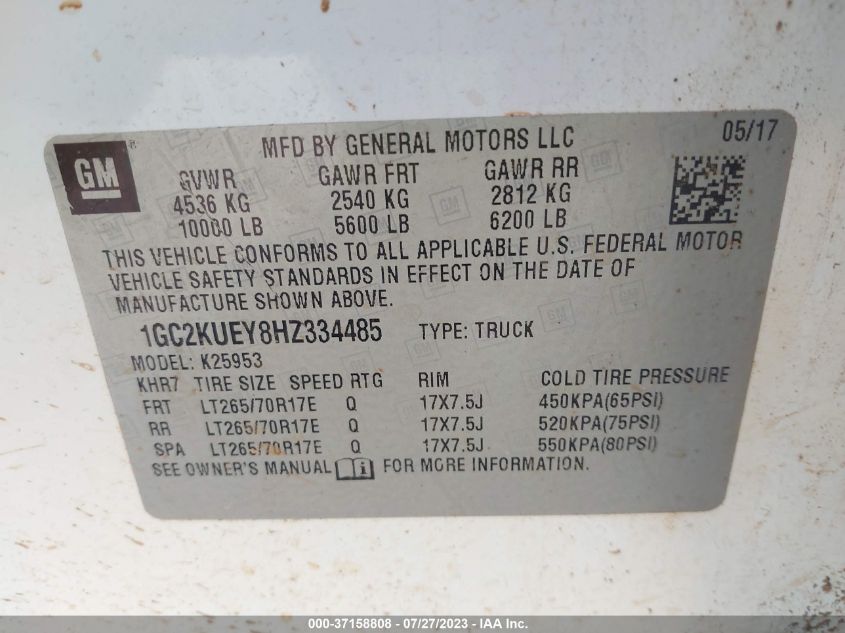 GM
MFD BY GENERAL MOTORS LLC
05/17
GVWR GAWR FRT GAWR RR
4536 KG 2540 KG 2812 KG
10000 LB 5600 LB 6200 LB
THIS VEHICLE CONFORMS TO ALL APPLICABLE U.S. FEDERAL MOTOR
VEHICLE SAFETY STANDARDS IN EFFECT ON THE DATE OF
MANUFACTURE SHOWN ABOVE.
1GC2KUEY8HZ334485 TYPE: TRUCK
MODEL: K25953
KHR7 TIRE SIZE SPEED RTG RIM COLD TIRE PRESSURE
FRT LT265/70R17E Q 17X7.5J 450KPA(65PSI)
RR LT265/70R17E Q 17X7.5J 520KPA(75PSI)
SPA LT265/70R17E Q 17X7.5J 550KPA(80PSI)
SEE OWNER'S MANUAL FOR MORE INFORMATION.
000-37158808 - 07/27/2023 - IAA Inc.